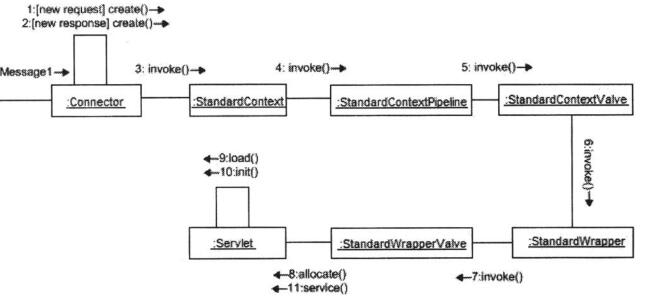 1:[new request] create()
2:[new response] create()
Message1
3: invoke()
4: invoke()
5: invoke()
:Connector
:StandardContext
:StandardContextPipeline
:StandardContextValve
6:invoke()
9:load()
10:init()
:Servlet
:StandardWrapperValve
:StandardWrapper
8:allocate()
7:invoke()
11:service()